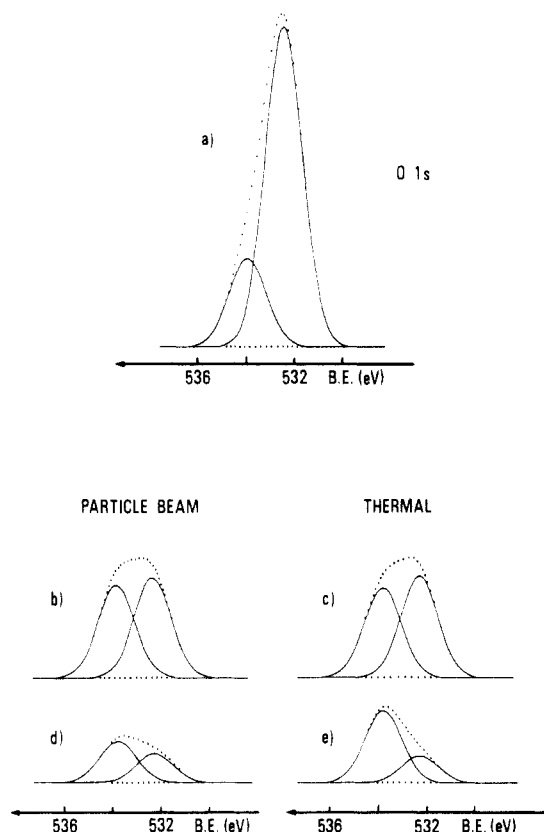 a)
O 1s
536 532 B.E. (eV)
PARTICLE BEAM THERMAL
b) c)
d) e)
536 532 B.E. (eV) 536 532 B.E. (eV)